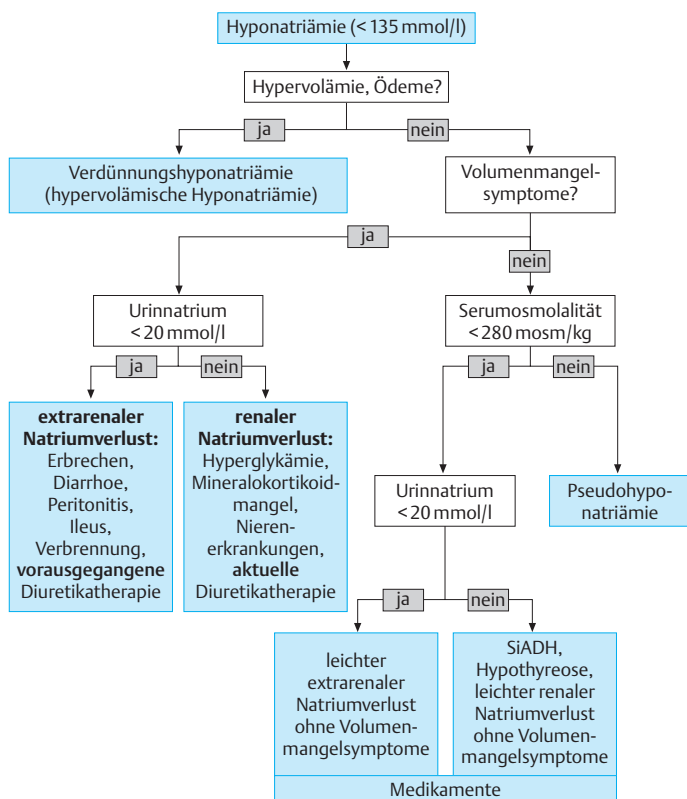 Hyponatriämie (< 135 mmol/l)
Hypervolämie, Ödeme?
ja
nein
Verdünnungshyponatriämie
(hypervolämische Hyponatriämie)
Volumenmangel-
symptome?
ja
nein
Urinnatrium
< 20 mmol/l
Serumosmolalität
< 280 mosm/kg
ja
nein
ja
nein
extrarenaler
Natriumverlust:
Erbrechen,
Diarrhoe,
Peritonitis,
Ileus,
Verbrennung,
vorausgegangene
Diuretikatherapie
renaler
Natriumverlust:
Hyperglykämie,
Mineralokortikoid-
mangel,
Nieren-
erkrankungen,
aktuelle
Diuretikatherapie
Urinnatrium
< 20 mmol/l
Pseudohypo-
natriämie
ja
nein
leichter
extrarenaler
Natriumverlust
ohne Volumen-
mangelsymptome
SiADH,
Hypothyreose,
leichter renaler
Natriumverlust
ohne Volumen-
mangelsymptome
Medikamente